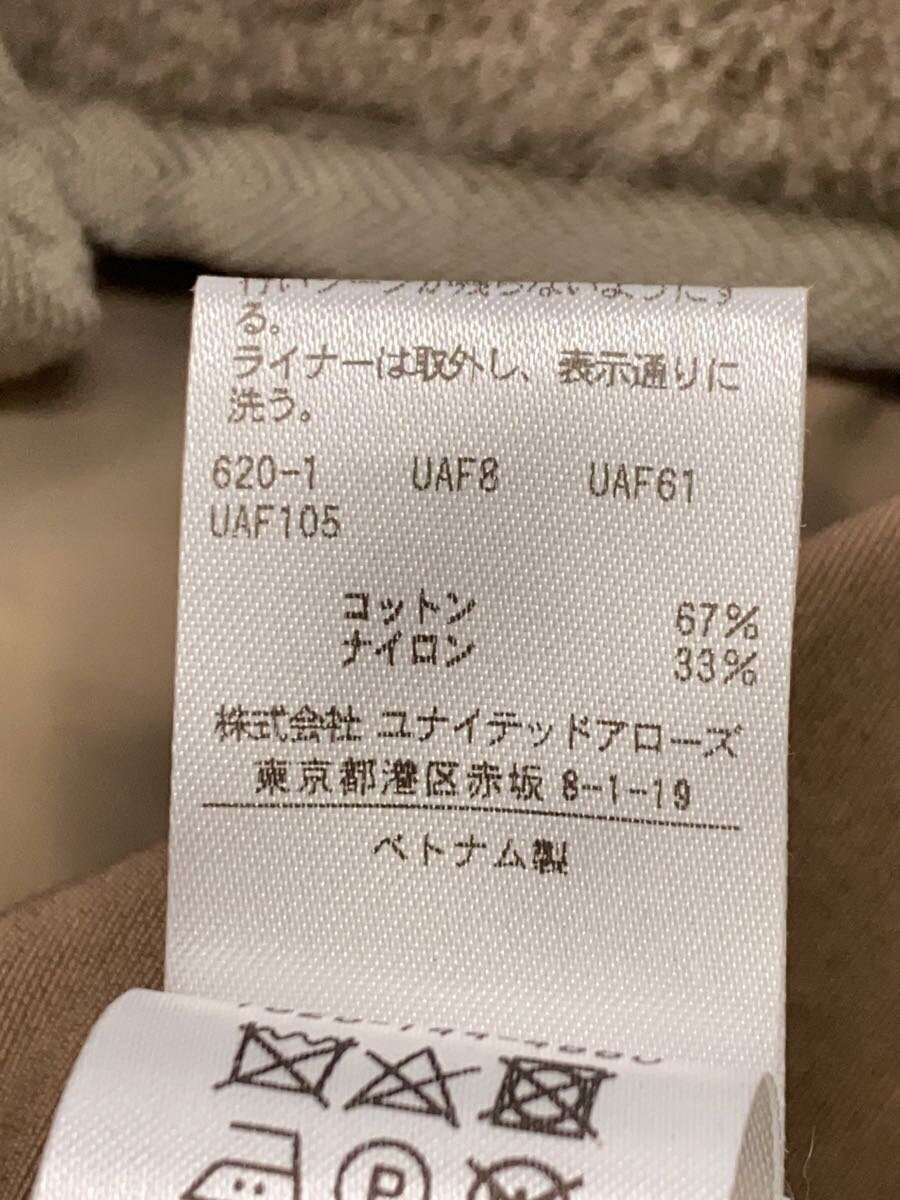 る。
ライナーは取外し、表示通りに
洗う。
620-1 UAF8 UAF61
UAF105
コットン 67%
ナイロン 33%
株式会社 ユナイテッドアローズ
東京都港区赤坂 8-1-19
ベトナム製
P